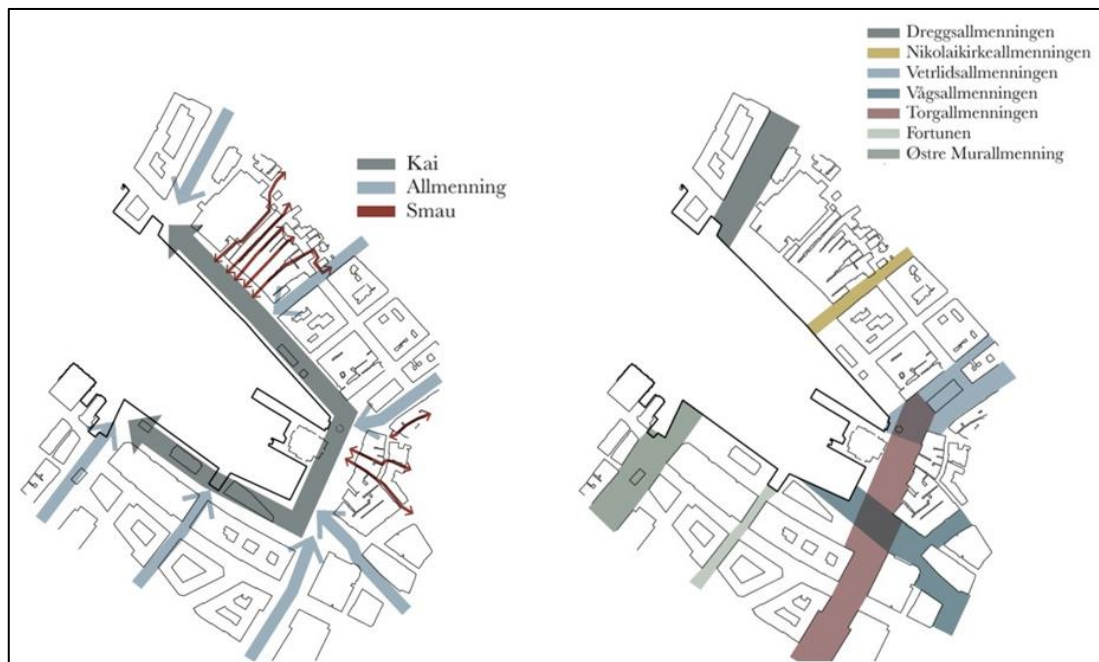 Kai
Allmenning
Smau
Dreggsallmenningen
Nikolaikirkeallmenningen
Vetrlidsallmenningen
Vågsallmenningen
Torgallmenningen
Fortunen
Østre Murallmenning